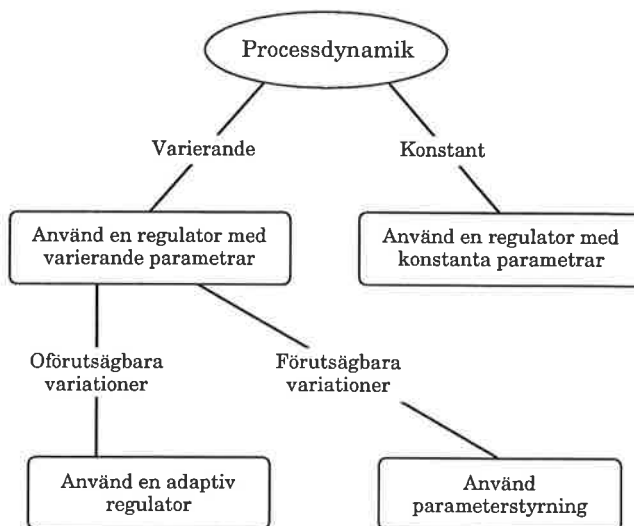 Processdynamik
Varierande
Konstant
Använd en regulator med
varierande parametrar
Använd en regulator med
konstanta parametrar
Oförutsägbara
variationer
Förutsägbara
variationer
Använd en adaptiv
regulator
Använd
parameterstyrning